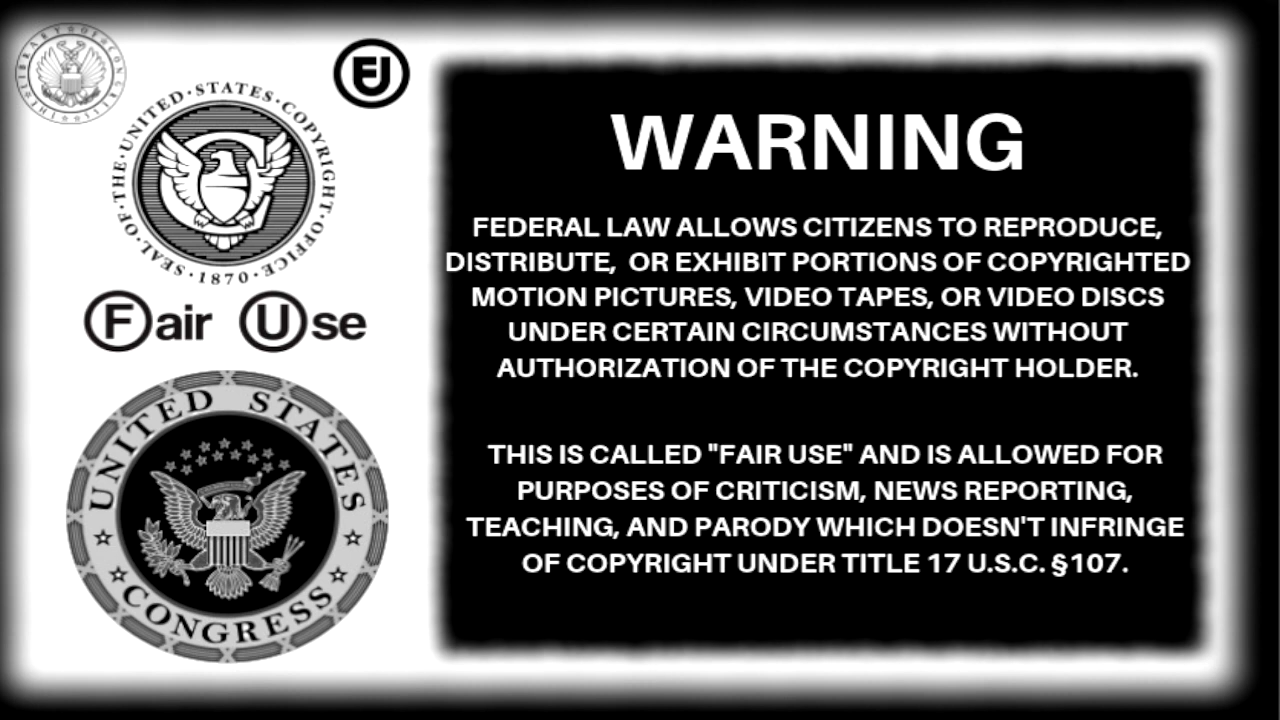 THE LIBRARY OF CONGRESS
SEAL·OF·THE·UNITED·STATES·COPYRIGHT·OFFICE
·1870·
Fair Use
UNITED STATES
CONGRESS
WARNING
FEDERAL LAW ALLOWS CITIZENS TO REPRODUCE,
DISTRIBUTE, OR EXHIBIT PORTIONS OF COPYRIGHTED
MOTION PICTURES, VIDEO TAPES, OR VIDEO DISCS
UNDER CERTAIN CIRCUMSTANCES WITHOUT
AUTHORIZATION OF THE COPYRIGHT HOLDER.
THIS IS CALLED "FAIR USE" AND IS ALLOWED FOR
PURPOSES OF CRITICISM, NEWS REPORTING,
TEACHING, AND PARODY WHICH DOESN'T INFRINGE
OF COPYRIGHT UNDER TITLE 17 U.S.C. §107.